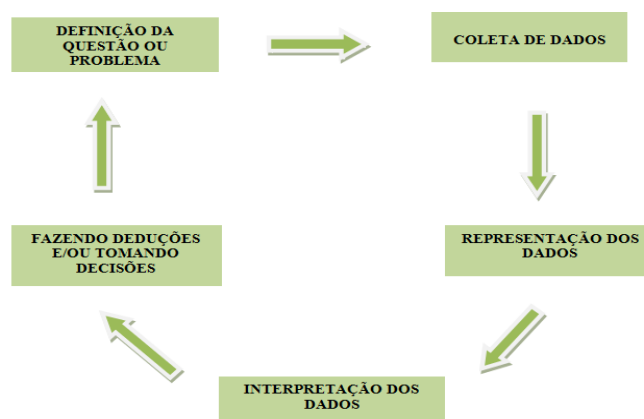 DEFINIÇÃO DA
QUESTÃO OU
PROBLEMA
COLETA DE DADOS
REPRESENTAÇÃO DOS
DADOS
INTERPRETAÇÃO DOS
DADOS
FAZENDO DEDUÇÕES
E/OU TOMANDO
DECISÕES